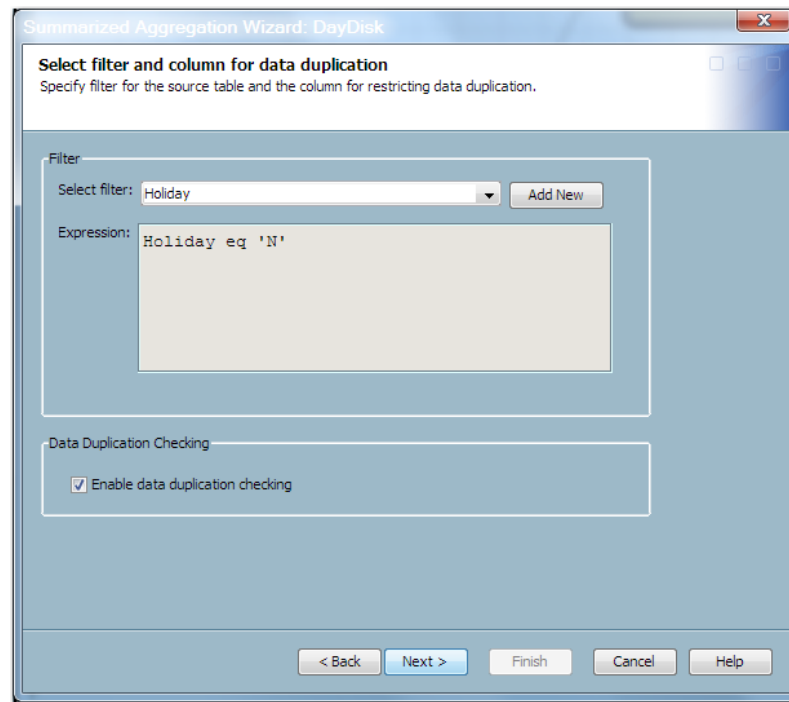 Summarized Aggregation Wizard: DayDisk
Select filter and column for data duplication
Specify filter for the source table and the column for restricting data duplication.
Filter
Select filter: Holiday Add New
Expression: Holiday eq 'N'
Data Duplication Checking
Enable data duplication checking
< Back Next > Finish Cancel Help